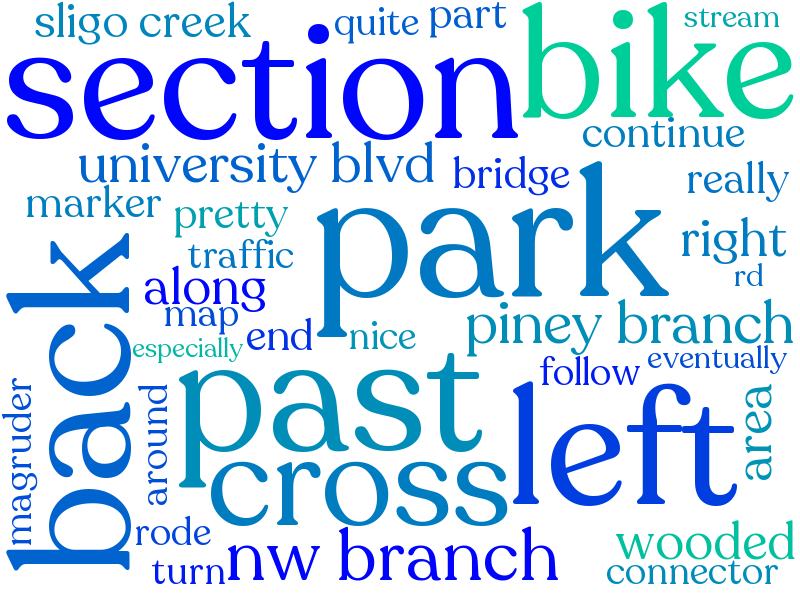 sligo creek
quite
part
stream
section
bike
continue
university blvd
bridge
really
marker
pretty
park
right
traffic
rd
along
map
end
nice
piney branch
especially
eventually
back
past
follow
left
area
magruder
around
cross
rode
nw branch
wooded
turn
connector